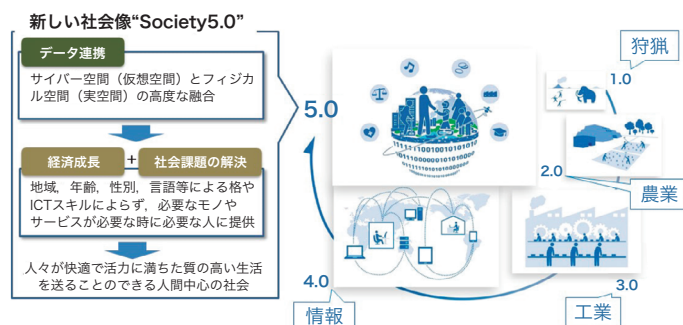 新しい社会像“Society5.0”
データ連携
サイバー空間（仮想空間）とフィジカ
ル空間（実空間）の高度な融合
経済成長
+
社会課題の解決
地域，年齢，性別，言語等による格や
ICTスキルによらず，必要なモノや
サービスが必要な時に必要な人に提供
人々が快適で活力に満ちた質の高い生活
を送ることのできる人間中心の社会
5.0
狩猟
1.0
2.0
農業
3.0
工業
4.0
情報